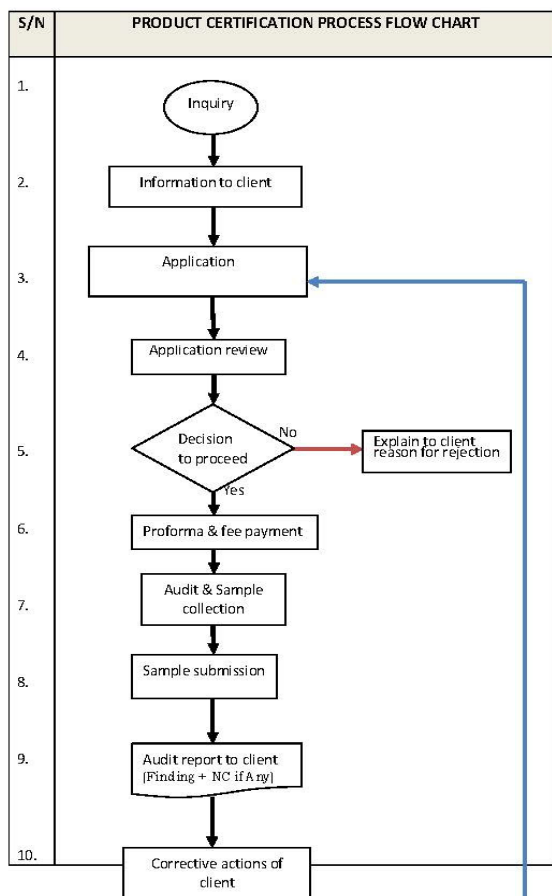 S/N PRODUCT CERTIFICATION PROCESS FLOW CHART
1.
Inquiry
2.
Information to client
3.
Application
4.
Application review
5.
Decision
to proceed
No
Explain to client
reason for rejection
Yes
6.
Proforma & fee payment
7.
Audit & Sample
collection
8.
Sample submission
9.
Audit report to client
(Finding + NC if Any)
10.
Corrective actions of
client